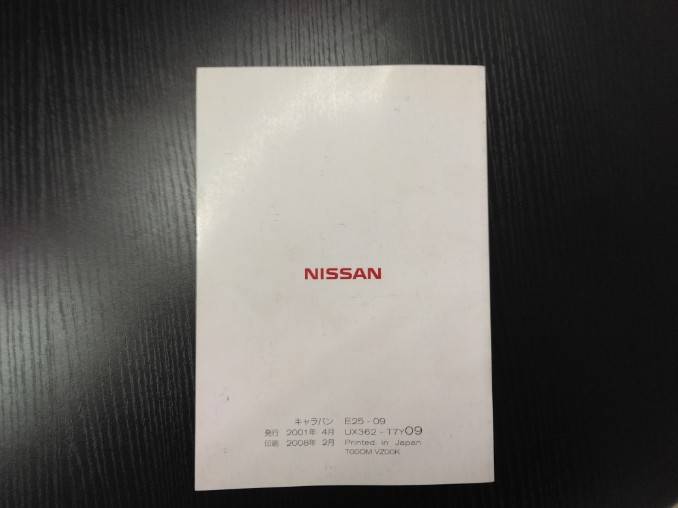 NISSAN
キャラバン E25-09
発行 2001年 4月 UX362-T7Y09
印刷 2008年 2月 Printed in Japan
T00OM VZ00K